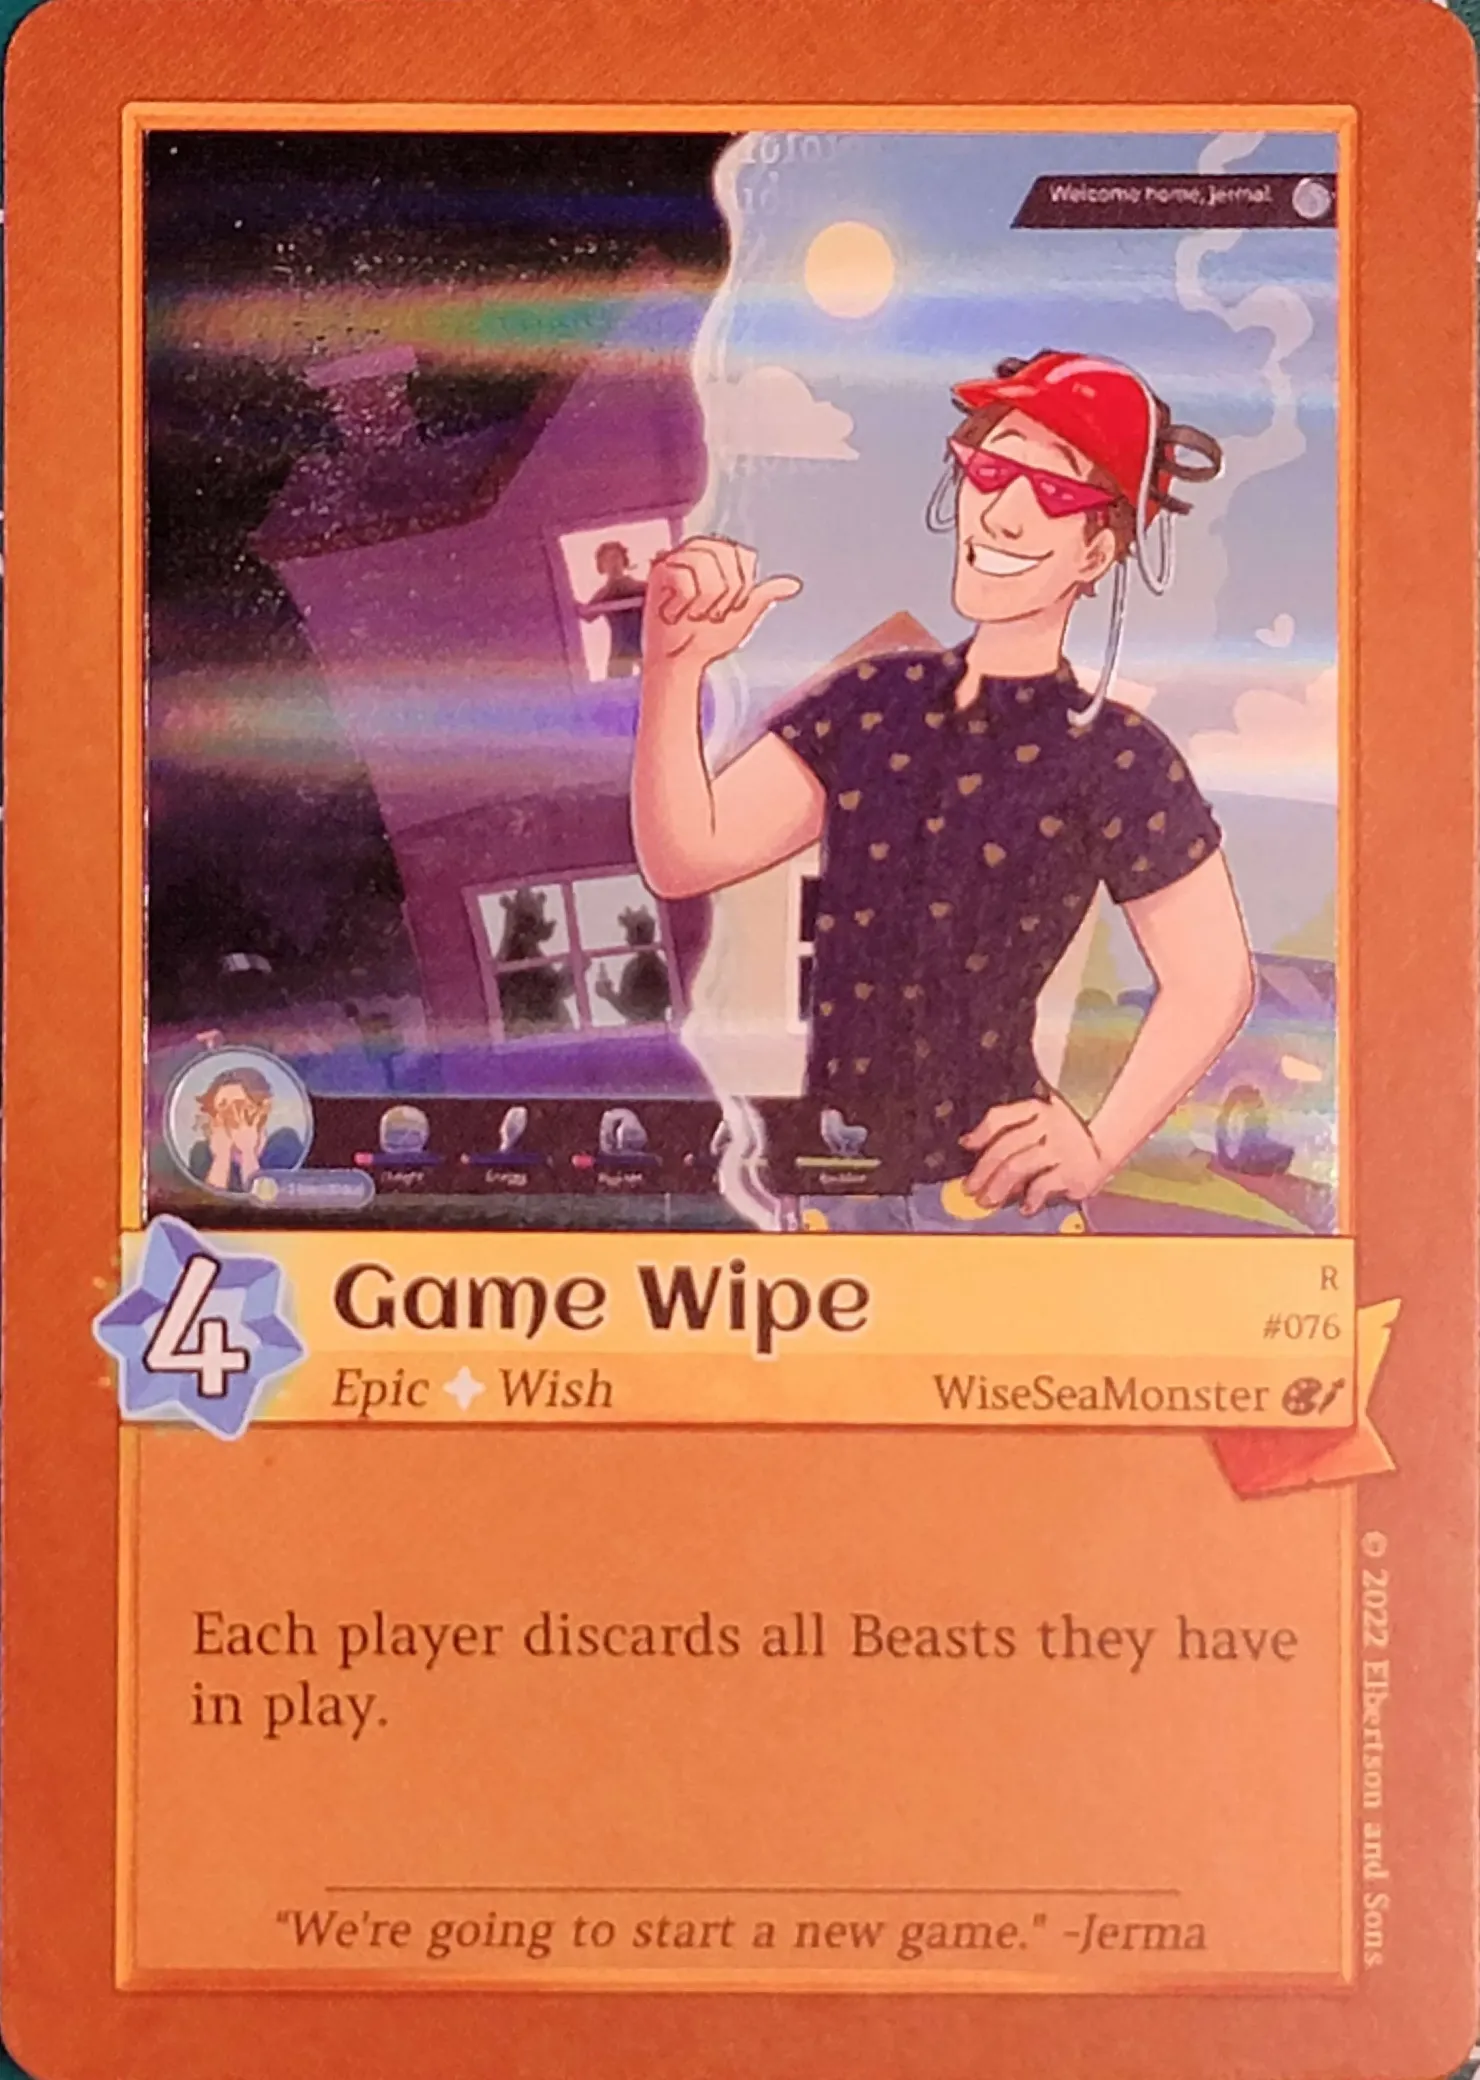 Welcome home, Jerma!
4
Game Wipe
R
#076
Epic Wish
WiseSeaMonster
Each player discards all Beasts they have
in play.
"We're going to start a new game." -Jerma
© 2022 Elbertson and Sons